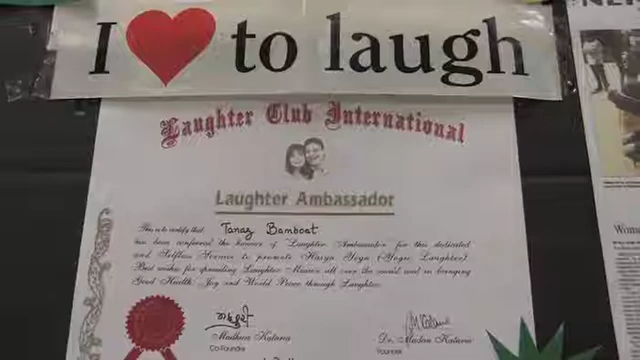 I ❤ to laugh
Laughter Club International
Laughter Ambassador
This is to certify that Tanaz Bamboat
has been conferred the honour of "Laughter Ambassador" for this dedicated
and Selfless Service to promote Hasya Yoga (Yogic Laughter).
Best wishes for spreading Laughter Mission all over the world and in bringing
Good Health, Joy and World Peace through Laughter.
Madhuri Kataria
Co-Founder
Dr. Madan Kataria
Founder